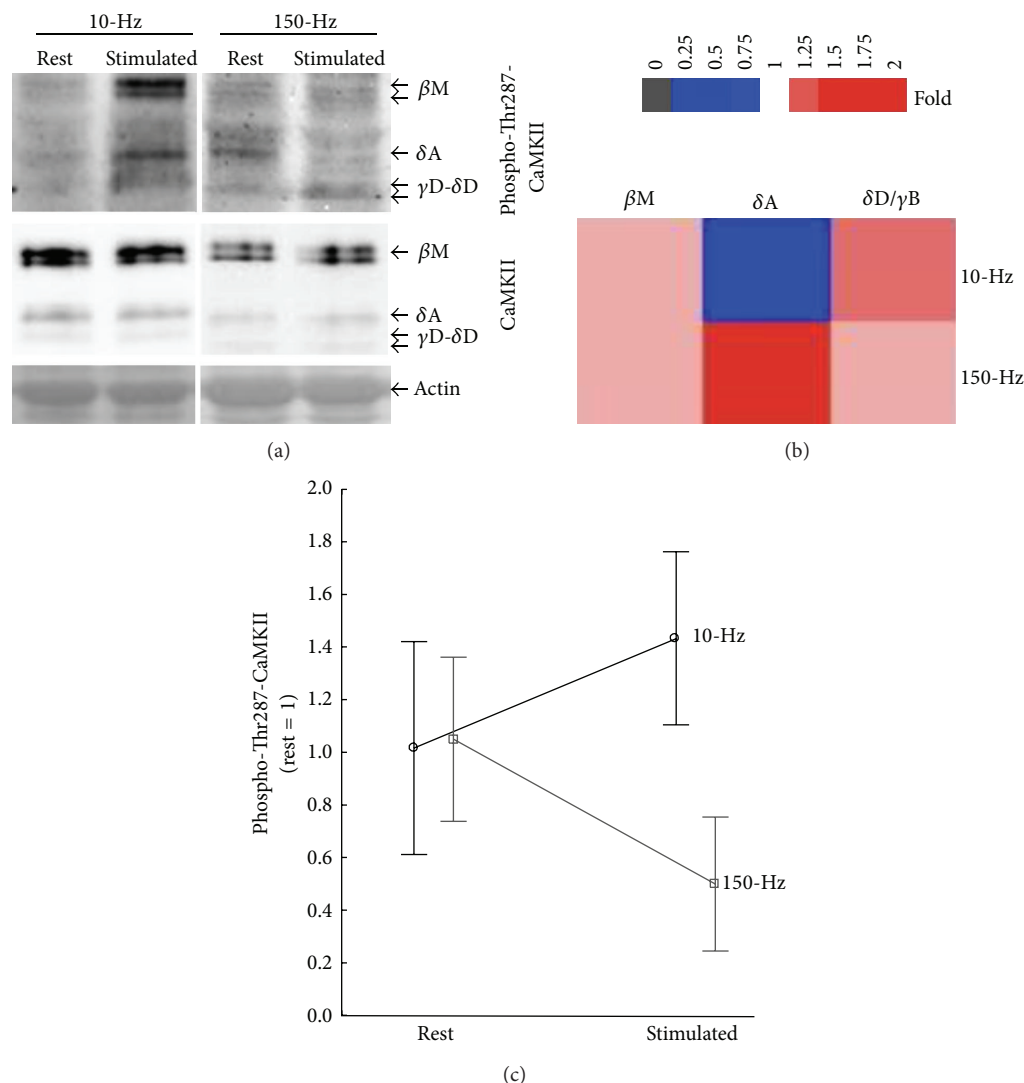 10-Hz 150-Hz
Rest Stimulated Rest Stimulated
βM
δA
γD-δD
Phospho-Thr287-
CaMKII
βM
δA
γD-δD
CaMKII
Actin
(a)
0 0.25 0.5 0.75 1 1.25 1.5 1.75 2
Fold
βM δA δD/γB
10-Hz
150-Hz
(b)
2.0
1.8
1.6
1.4
1.2
1.0
0.8
0.6
0.4
0.2
0.0
Phospho-Thr287-CaMKII
(rest = 1)
10-Hz
150-Hz
Rest Stimulated
(c)